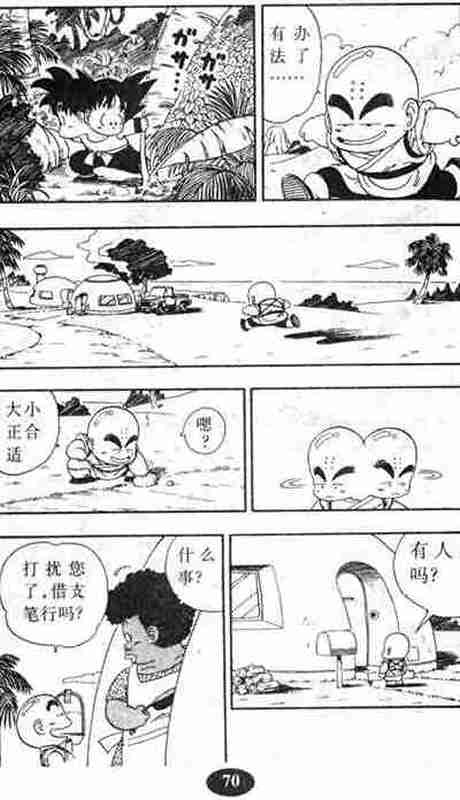 有办
法了
……
ガサ
ガサ…
嗯?
大小
正合
适
有人
吗?
什么
事?
打扰您
了,借支
笔行吗?
70